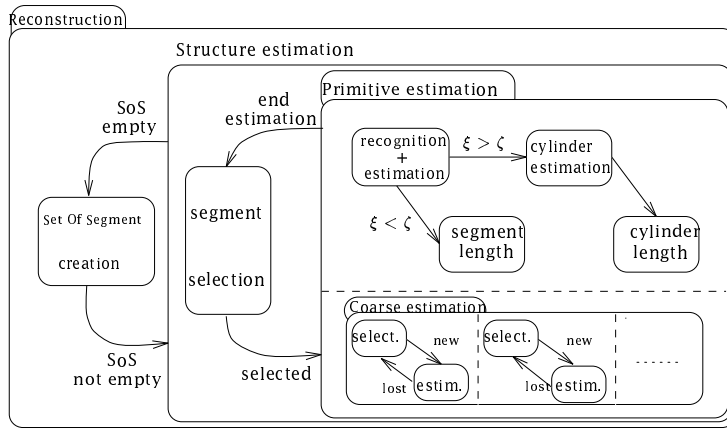 Reconstruction
Structure estimation
Primitive estimation
SoS
empty
end
estimation
recognition
+
estimation
ξ > ζ
cylinder
estimation
ξ < ζ
segment
length
cylinder
length
Set Of Segment
creation
segment
selection
SoS
not empty
selected
Coarse estimation
select.
new
lost
estim.
select.
new
lost
estim.
......